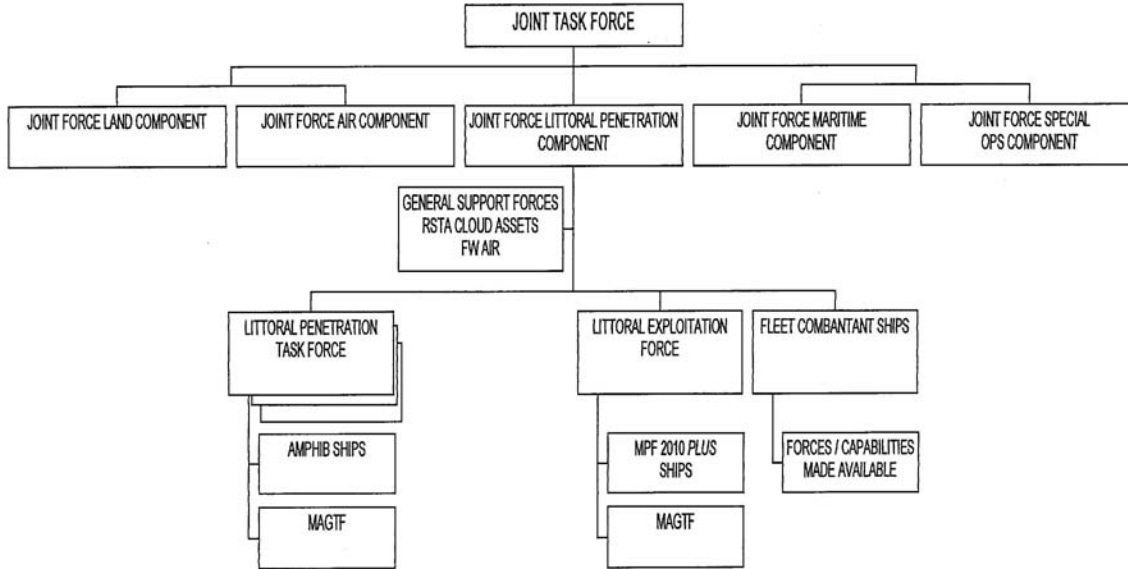 JOINT TASK FORCE
JOINT FORCE LAND COMPONENT
JOINT FORCE AIR COMPONENT
JOINT FORCE LITTORAL PENETRATION
COMPONENT
JOINT FORCE MARITIME
COMPONENT
JOINT FORCE SPECIAL
OPS COMPONENT
GENERAL SUPPORT FORCES
RSTA CLOUD ASSETS
FW AIR
LITTORAL PENETRATION
TASK FORCE
LITTORAL EXPLOITATION
FORCE
FLEET COMBANTANT SHIPS
AMPHIB SHIPS
MPF 2010 PLUS
SHIPS
FORCES / CAPABILITIES
MADE AVAILABLE
MAGTF
MAGTF